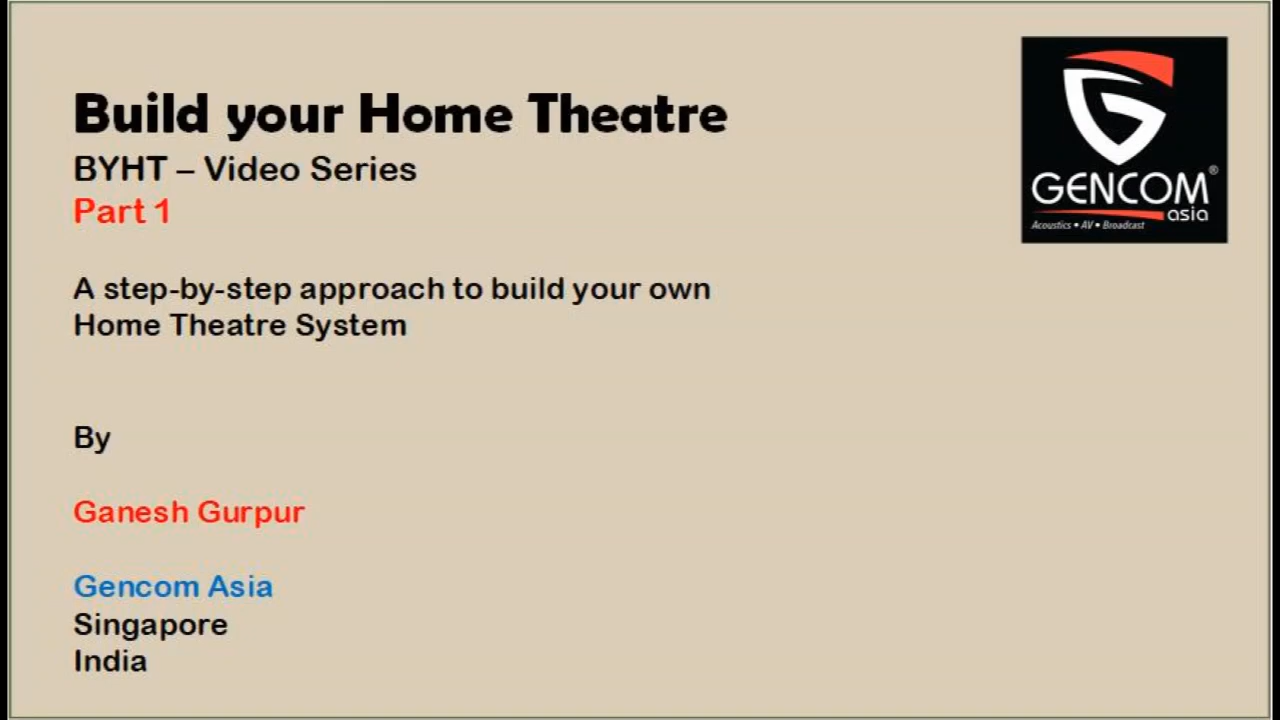 Build your Home Theatre
BYHT – Video Series
Part 1
A step-by-step approach to build your own
Home Theatre System
By
Ganesh Gurpur
Gencom Asia
Singapore
India
GENCOM®
asia
Acoustics • AV • Broadcast